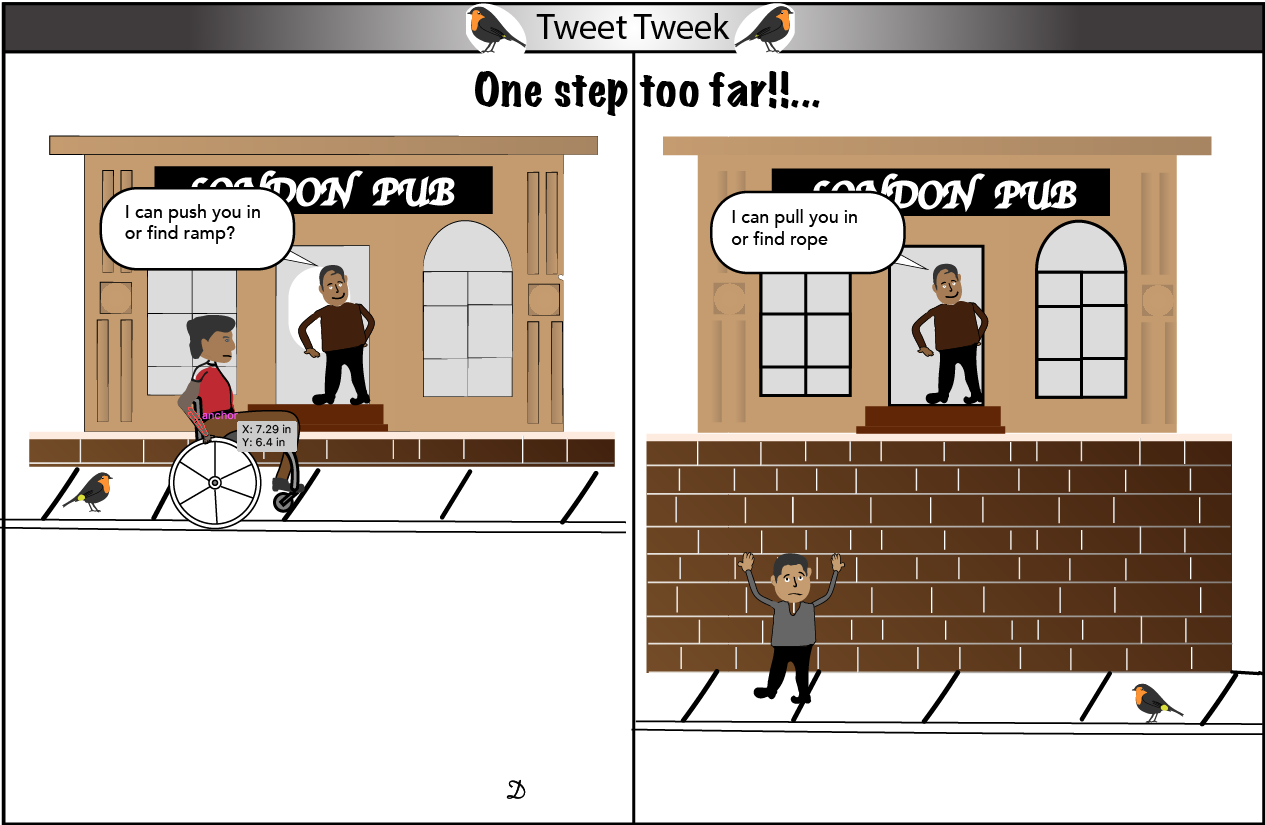 Tweet Tweek
One step too far!!...
LONDON PUB
I can push you in
or find ramp?
anchor
X: 7.29 in
Y: 6.4 in
D
LONDON PUB
I can pull you in
or find rope